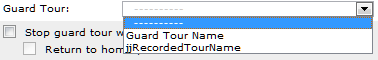 Guard Tour:
----------
----------
Guard Tour Name
jjRecordedTourName
Stop guard tour w
Return to hom